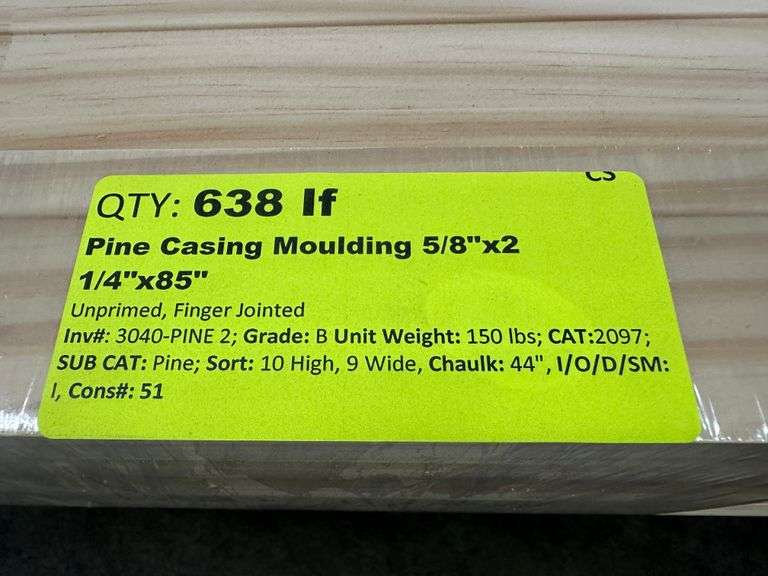 CS
QTY: 638 lf
Pine Casing Moulding 5/8"x2
1/4"x85"
Unprimed, Finger Jointed
Inv#: 3040-PINE 2; Grade: B Unit Weight: 150 lbs; CAT:2097;
SUB CAT: Pine; Sort: 10 High, 9 Wide, Chaulk: 44", I/O/D/SM:
I, Cons#: 51